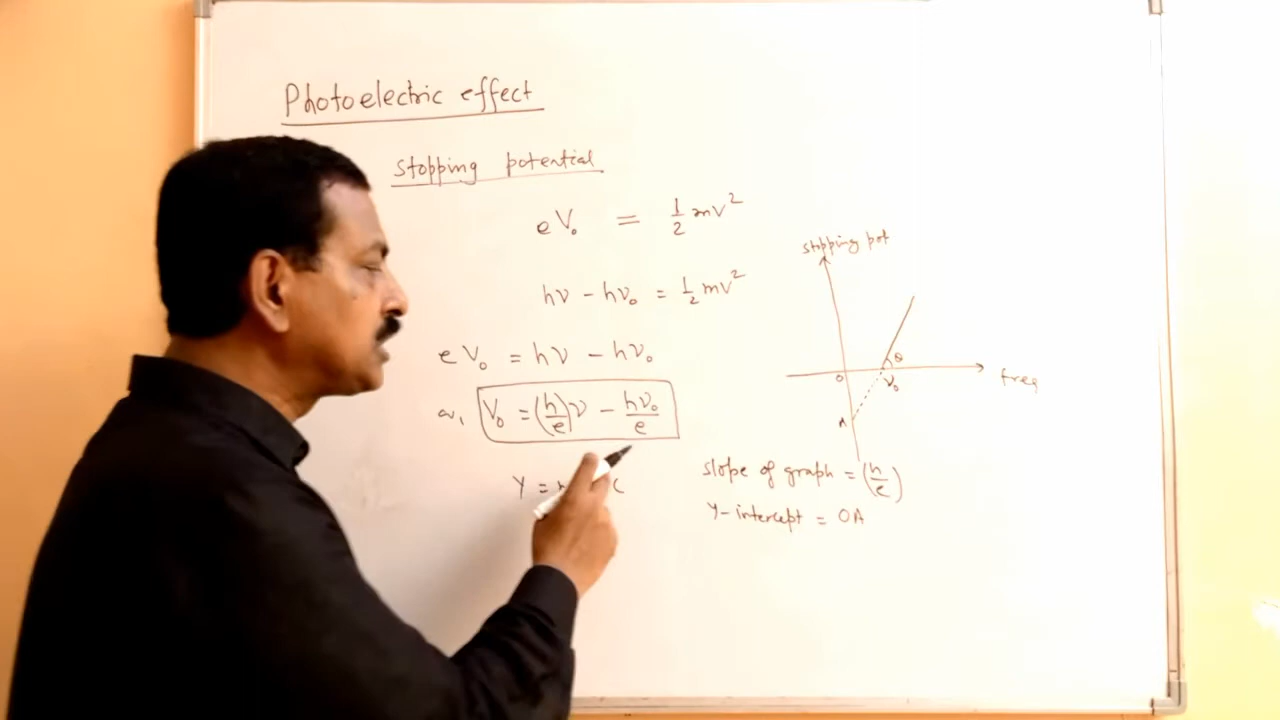 Photoelectric effect
Stopping potential
eV₀ = ½ mv²
hν − hν₀ = ½ mv²
eV₀ = hν − hν₀
or, V₀ = (h/e)ν − hν₀/e
Y = c
stopping pot
θ
O
ν₀
freq
A
slope of graph = (h/e)
Y-intercept = OA